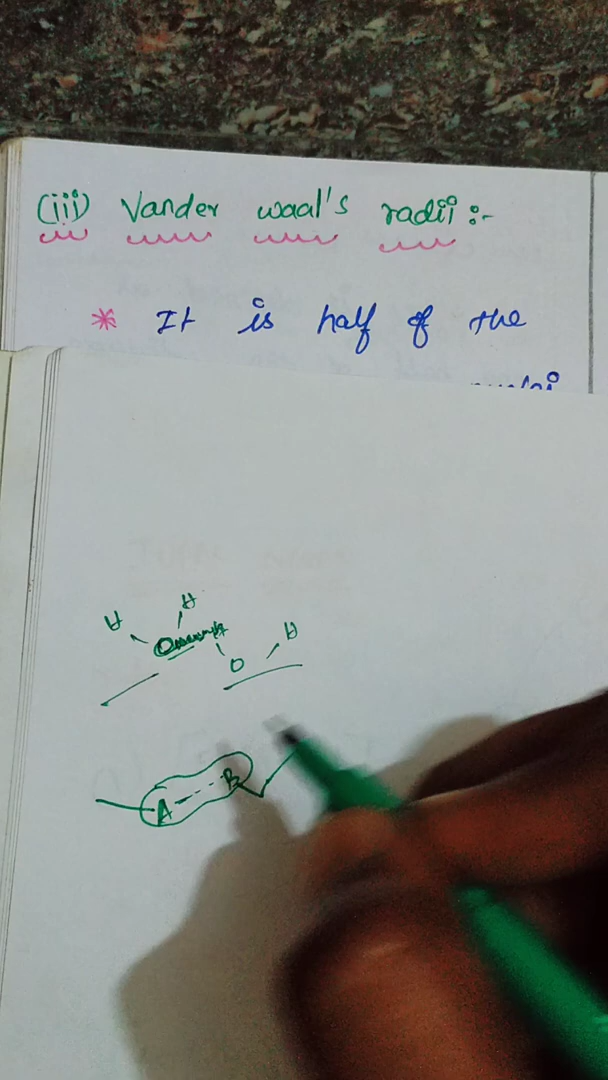 (iii) Vander waal's radii :-
* It is half of the
H H
O H H
O
A --- B